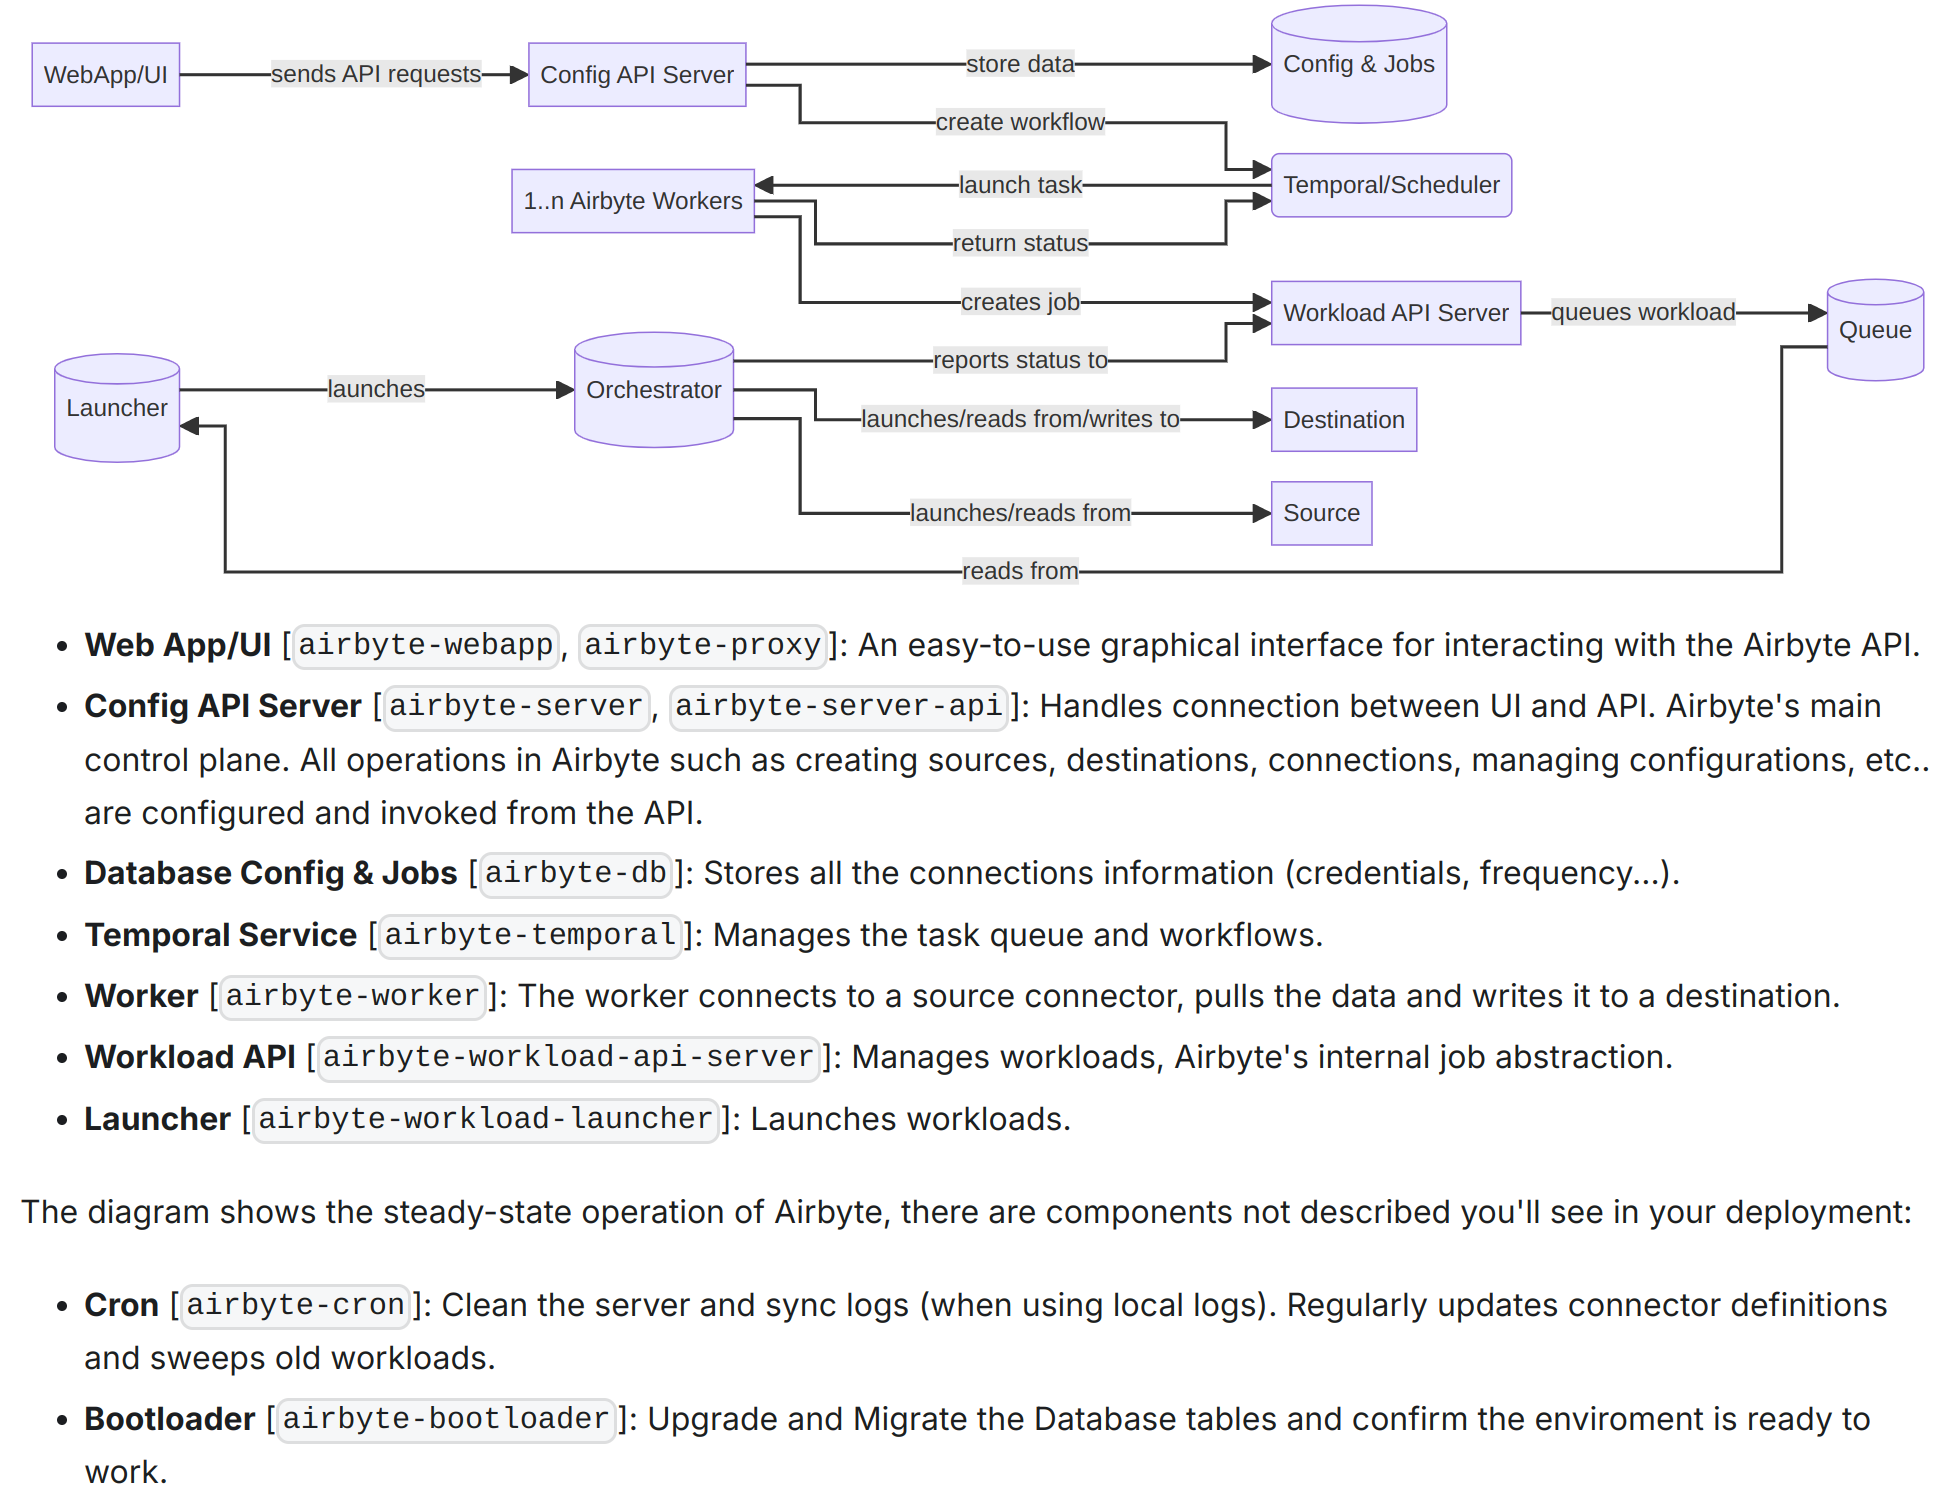 WebApp/UI
sends API requests
Config API Server
store data
Config & Jobs
create workflow
1..n Airbyte Workers
launch task
Temporal/Scheduler
return status
creates job
Workload API Server
queues workload
Queue
Launcher
launches
Orchestrator
reports status to
launches/reads from/writes to
Destination
launches/reads from
Source
reads from
• Web App/UI [airbyte-webapp, airbyte-proxy]: An easy-to-use graphical interface for interacting with the Airbyte API.
• Config API Server [airbyte-server, airbyte-server-api]: Handles connection between UI and API. Airbyte's main
control plane. All operations in Airbyte such as creating sources, destinations, connections, managing configurations, etc..
are configured and invoked from the API.
• Database Config & Jobs [airbyte-db]: Stores all the connections information (credentials, frequency...).
• Temporal Service [airbyte-temporal]: Manages the task queue and workflows.
• Worker [airbyte-worker]: The worker connects to a source connector, pulls the data and writes it to a destination.
• Workload API [airbyte-workload-api-server]: Manages workloads, Airbyte's internal job abstraction.
• Launcher [airbyte-workload-launcher]: Launches workloads.
The diagram shows the steady-state operation of Airbyte, there are components not described you'll see in your deployment:
• Cron [airbyte-cron]: Clean the server and sync logs (when using local logs). Regularly updates connector definitions
and sweeps old workloads.
• Bootloader [airbyte-bootloader]: Upgrade and Migrate the Database tables and confirm the enviroment is ready to
work.